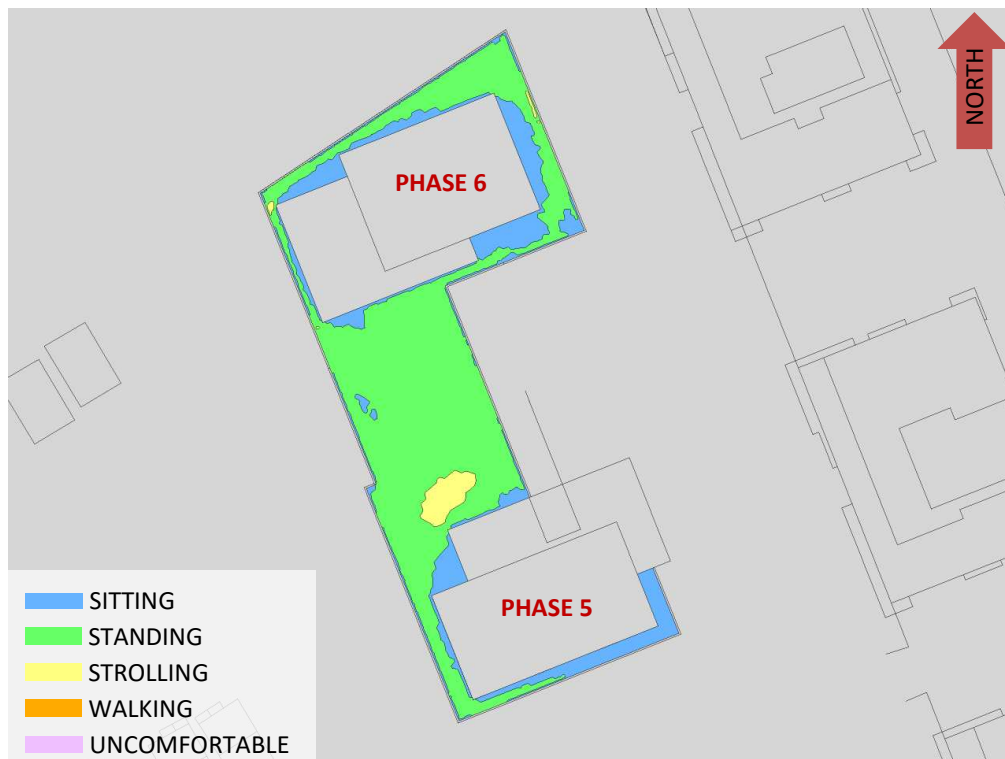 NORTH
PHASE 6
PHASE 5
SITTING
STANDING
STROLLING
WALKING
UNCOMFORTABLE